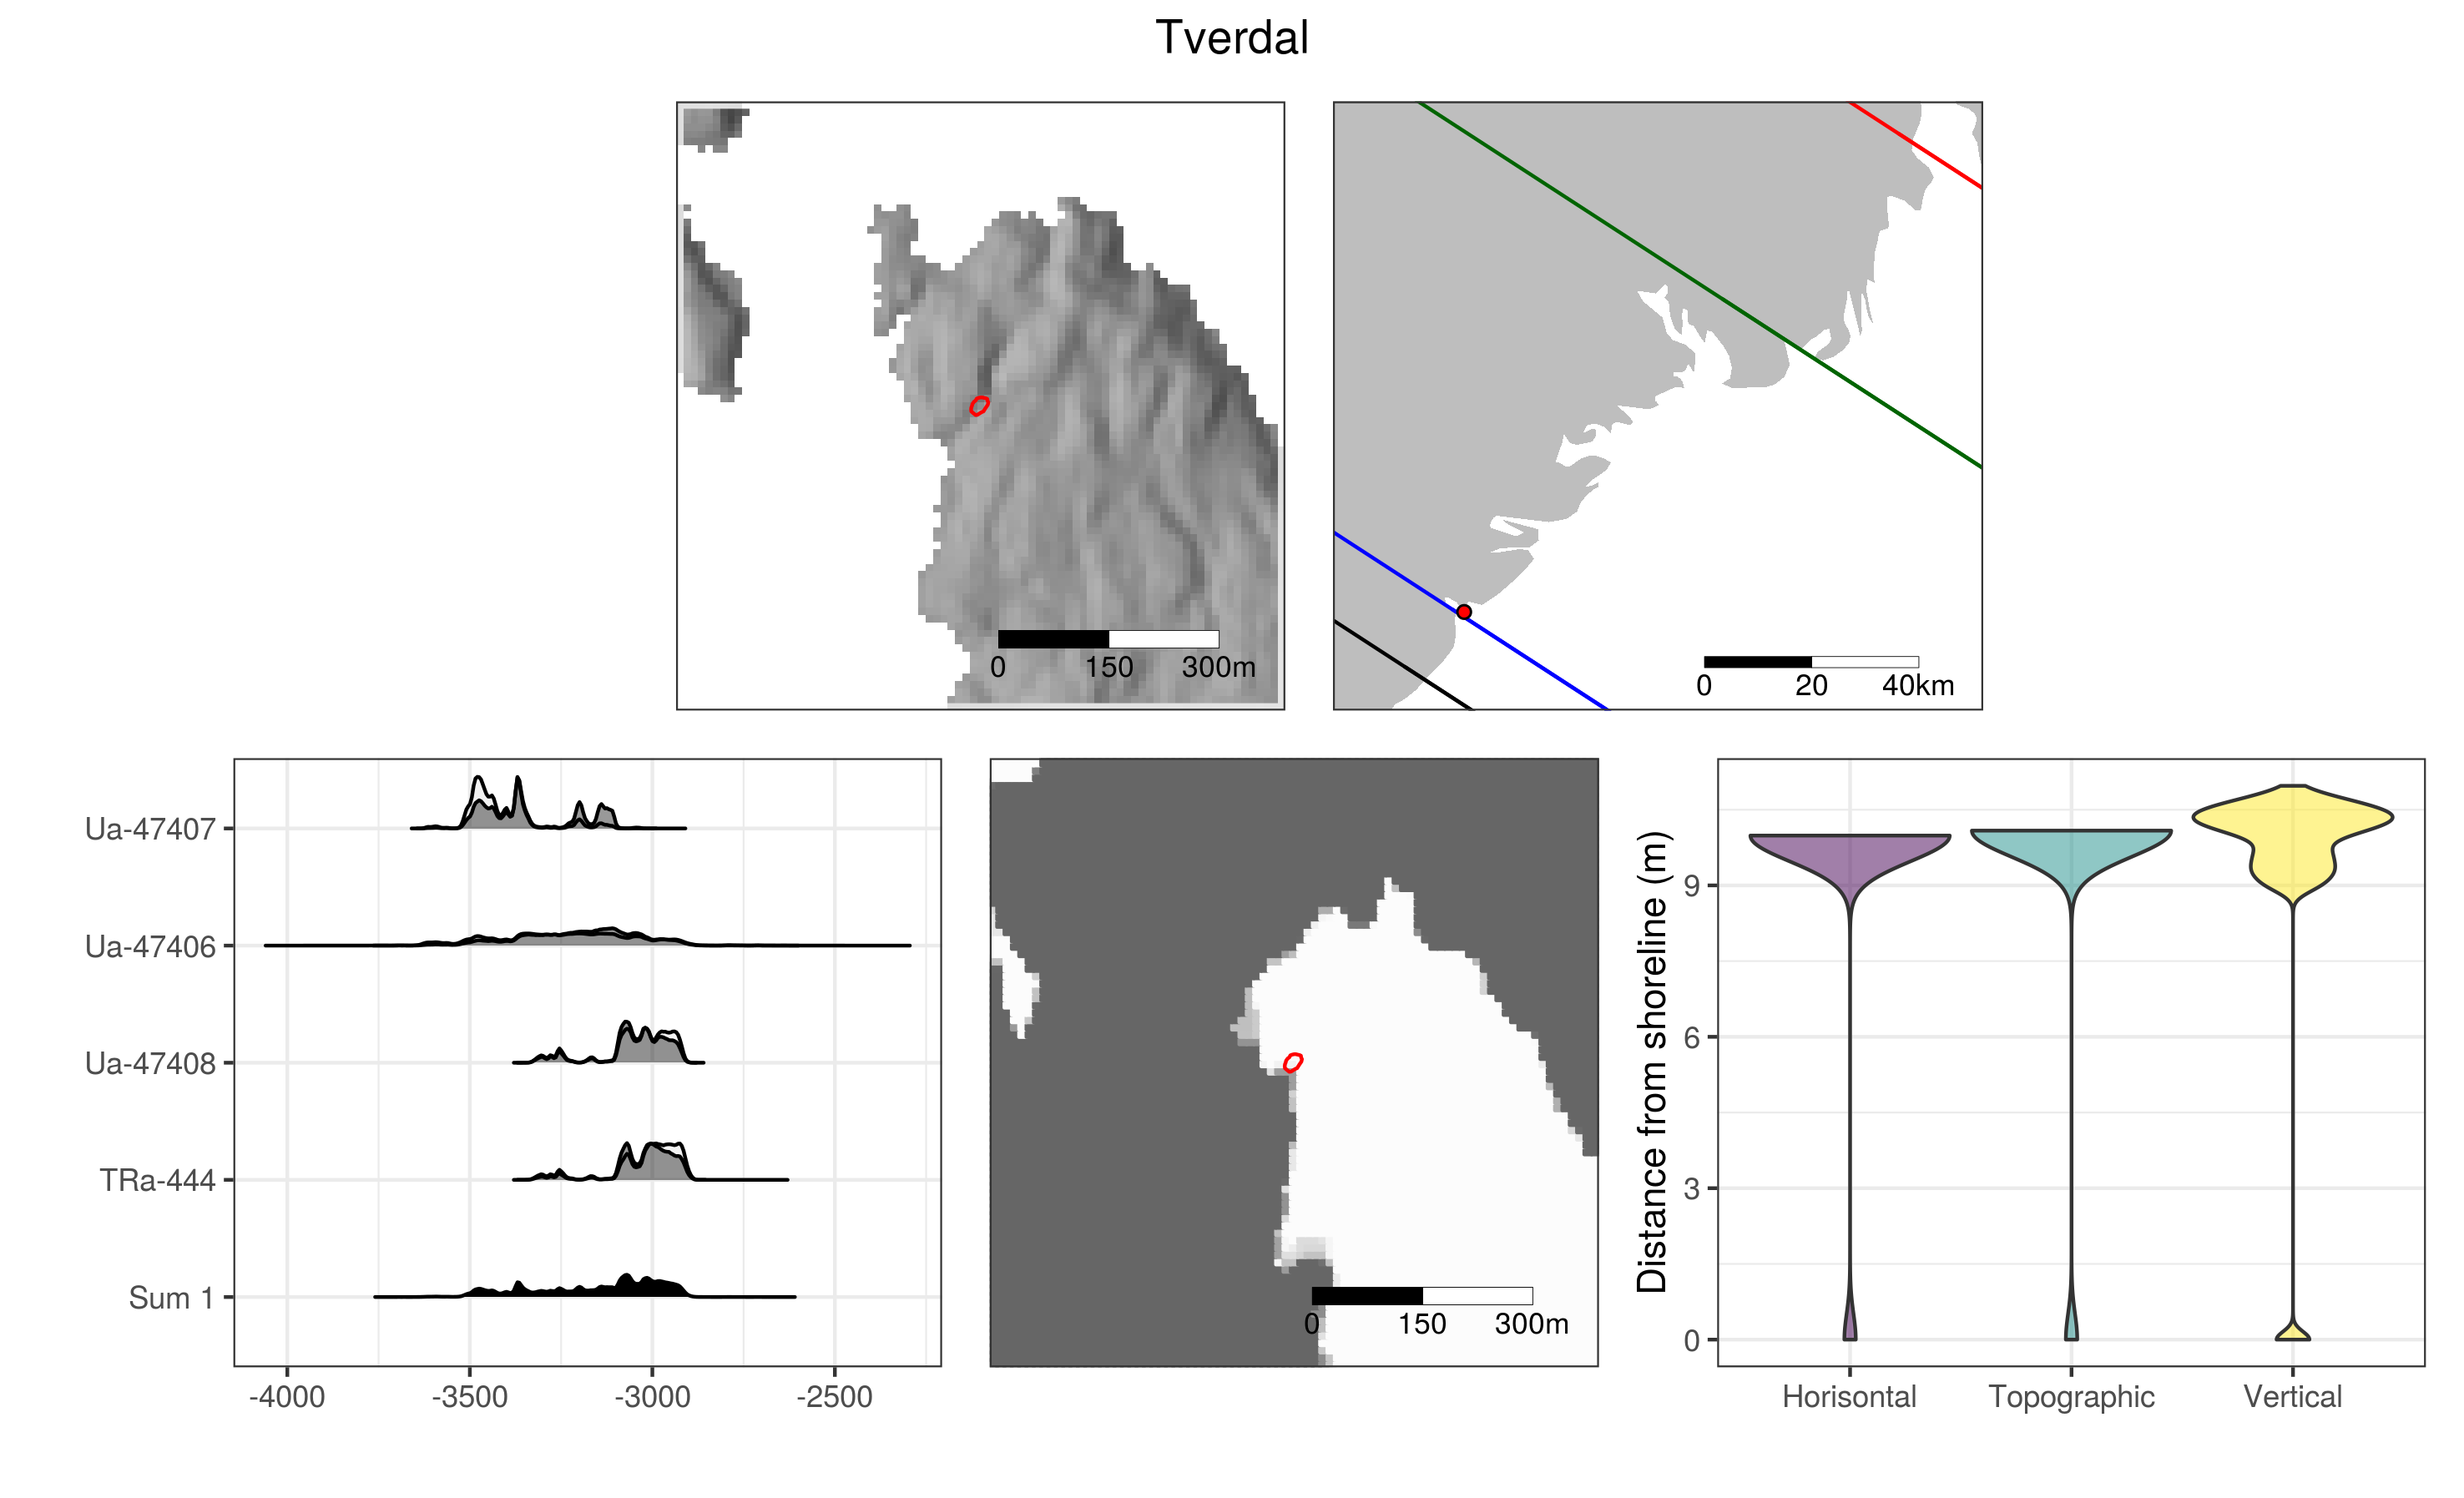 Tverdal
0 150 300m
0 20 40km
Ua-47407
Ua-47406
Ua-47408
TRa-444
Sum 1
-4000 -3500 -3000 -2500
0 150 300m
Distance from shoreline (m)
9
6
3
0
Horisontal Topographic Vertical